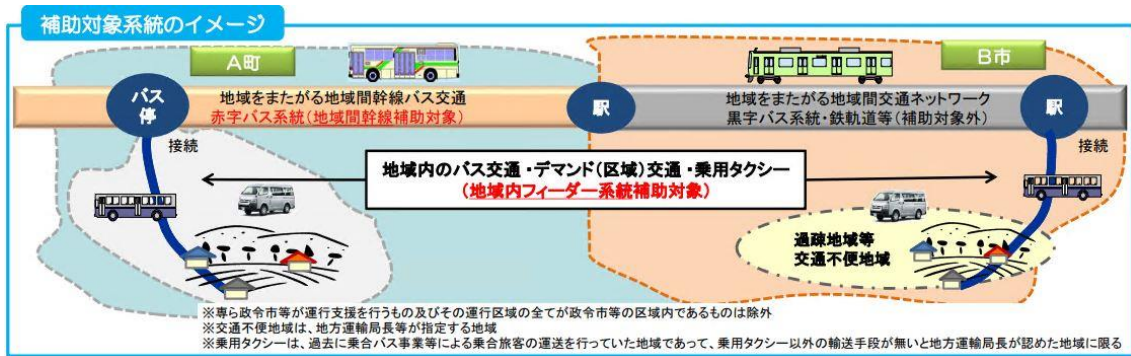 補助対象系統のイメージ
A町
B市
バス
停
地域をまたがる地域間幹線バス交通
赤字バス系統(地域間幹線補助対象)
駅
地域をまたがる地域間交通ネットワーク
黒字バス系統・鉄軌道等(補助対象外)
駅
接続
接続
地域内のバス交通・デマンド(区域)交通・乗用タクシー
(地域内フィーダー系統補助対象)
過疎地域等
交通不便地域
※専ら政令市等が運行支援を行うもの及びその運行区域の全てが政令市等の区域内であるものは除外
※交通不便地域は、地方運輸局長等が指定する地域
※乗用タクシーは、過去に乗合バス事業等による乗合旅客の運送を行っていた地域であって、乗用タクシー以外の輸送手段が無いと地方運輸局長が認めた地域に限る